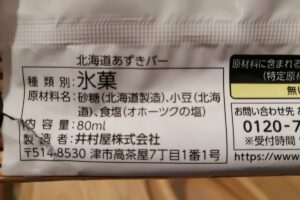 北海道あずきバー
種類別 氷菓
原材料名 砂糖(北海道製造)、小豆(北海
道)、食塩(オホーツクの塩)
内容量 80ml
製造者 井村屋株式会社
〒514-8530 津市高茶屋7丁目1番1号
原材料に含まれる
(特定原材
お問い合わせ先
0120-7
※受付時間
https://www